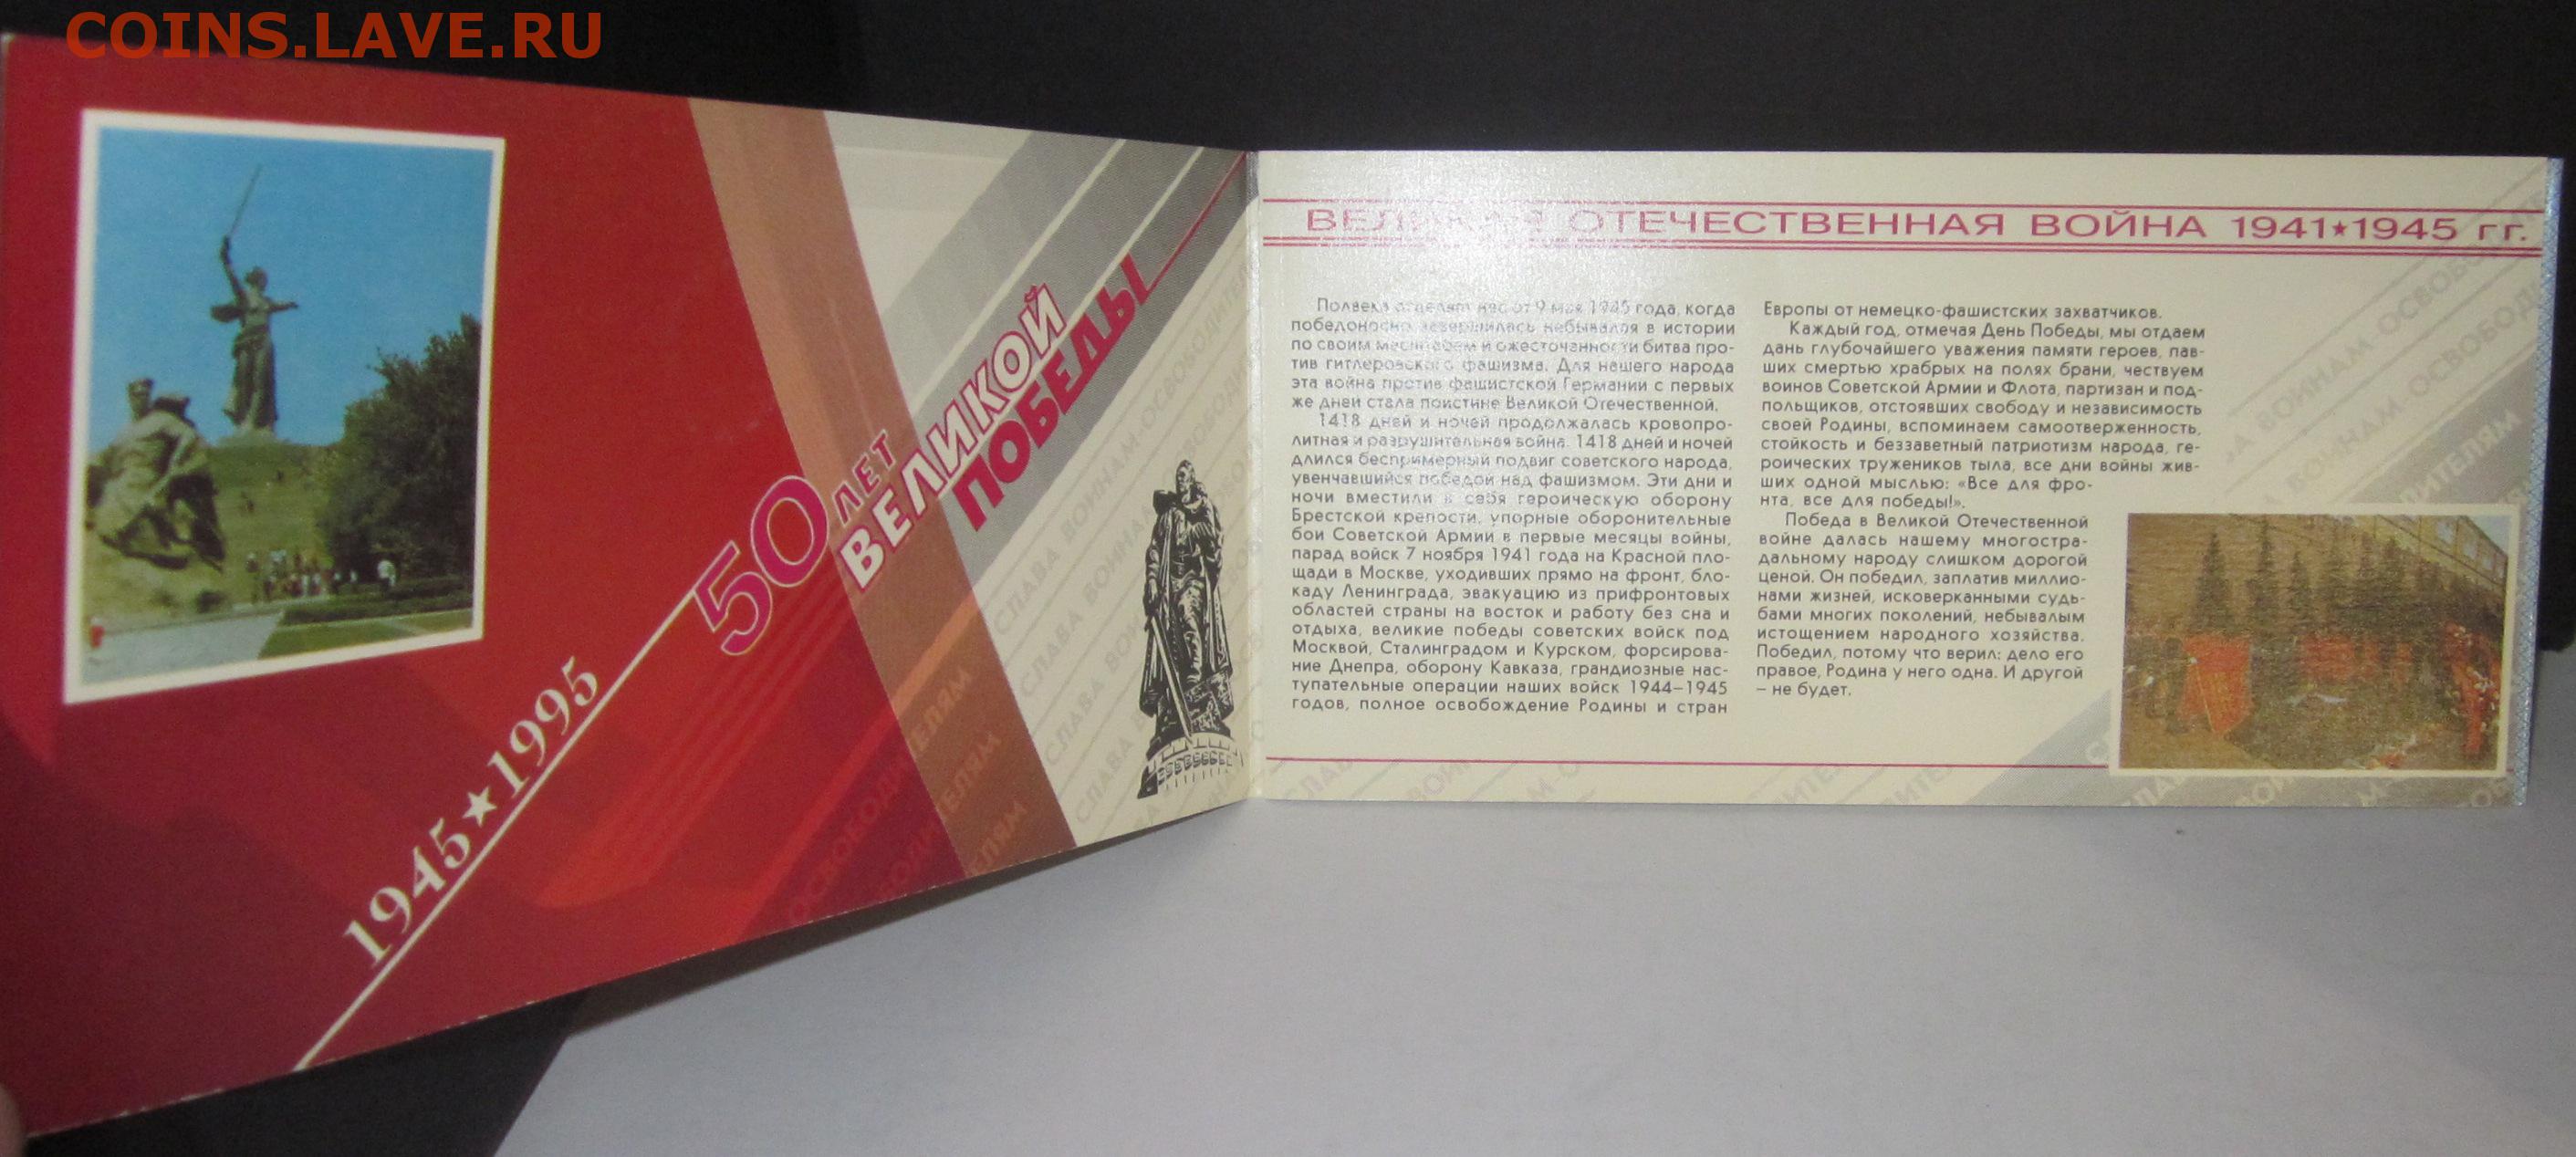 COINS.LAVE.RU
1945★1995
50 ЛЕТ
ВЕЛИКОЙ
ПОБЕДЫ
СЛАВА ВОИНАМ-ОСВОБОДИТЕЛЯМ
ВЕЛИКАЯ ОТЕЧЕСТВЕННАЯ ВОЙНА 1941★1945 гг.
Полвека отделяет нас от 9 мая 1945 года, когда
победоносно завершилась небывалая в истории
по своим масштабам и ожесточенности битва про-
тив гитлеровского фашизма. Для нашего народа
эта война против фашистской Германии с первых
же дней стала поистине Великой Отечественной.
1418 дней и ночей продолжалась кровопро-
литная и разрушительная война. 1418 дней и ночей
длился беспримерный подвиг советского народа,
увенчавшийся победой над фашизмом. Эти дни и
ночи вместили в себя героическую оборону
Брестской крепости, упорные оборонительные
бои Советской Армии в первые месяцы войны,
парад войск 7 ноября 1941 года на Красной пло-
щади в Москве, уходивших прямо на фронт, бло-
каду Ленинграда, эвакуацию из прифронтовых
областей страны на восток и работу без сна и
отдыха, великие победы советских войск под
Москвой, Сталинградом и Курском, форсирова-
ние Днепра, оборону Кавказа, грандиозные нас-
тупательные операции наших войск 1944–1945
годов, полное освобождение Родины и стран
Европы от немецко-фашистских захватчиков.
Каждый год, отмечая День Победы, мы отдаем
дань глубочайшего уважения памяти героев, пав-
ших смертью храбрых на полях брани, чествуем
воинов Советской Армии и Флота, партизан и под-
польщиков, отстоявших свободу и независимость
своей Родины, вспоминаем самоотверженность,
стойкость и беззаветный патриотизм народа, ге-
роических тружеников тыла, все дни войны жив-
ших одной мыслью: «Все для фро-
нта, все для победы!».
Победа в Великой Отечественной
войне далась нашему многостра-
дальному народу слишком дорогой
ценой. Он победил, заплатив миллио-
нами жизней, исковерканными судь-
бами многих поколений, небывалым
истощением народного хозяйства.
Победил, потому что верил: дело его
правое, Родина у него одна. И другой
– не будет.